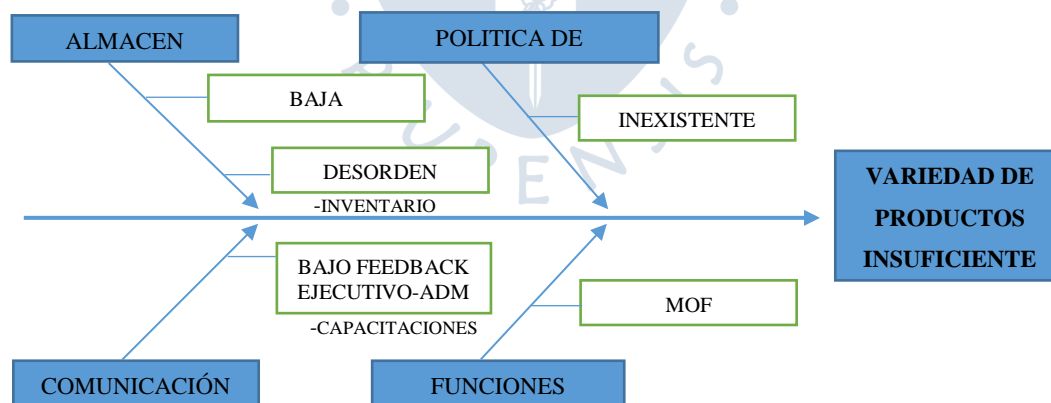 ALMACEN
POLITICA DE
BAJA
INEXISTENTE
DESORDEN
-INVENTARIO
VARIEDAD DE
PRODUCTOS
INSUFICIENTE
BAJO FEEDBACK
EJECUTIVO-ADM
-CAPACITACIONES
MOF
COMUNICACIÓN
FUNCIONES